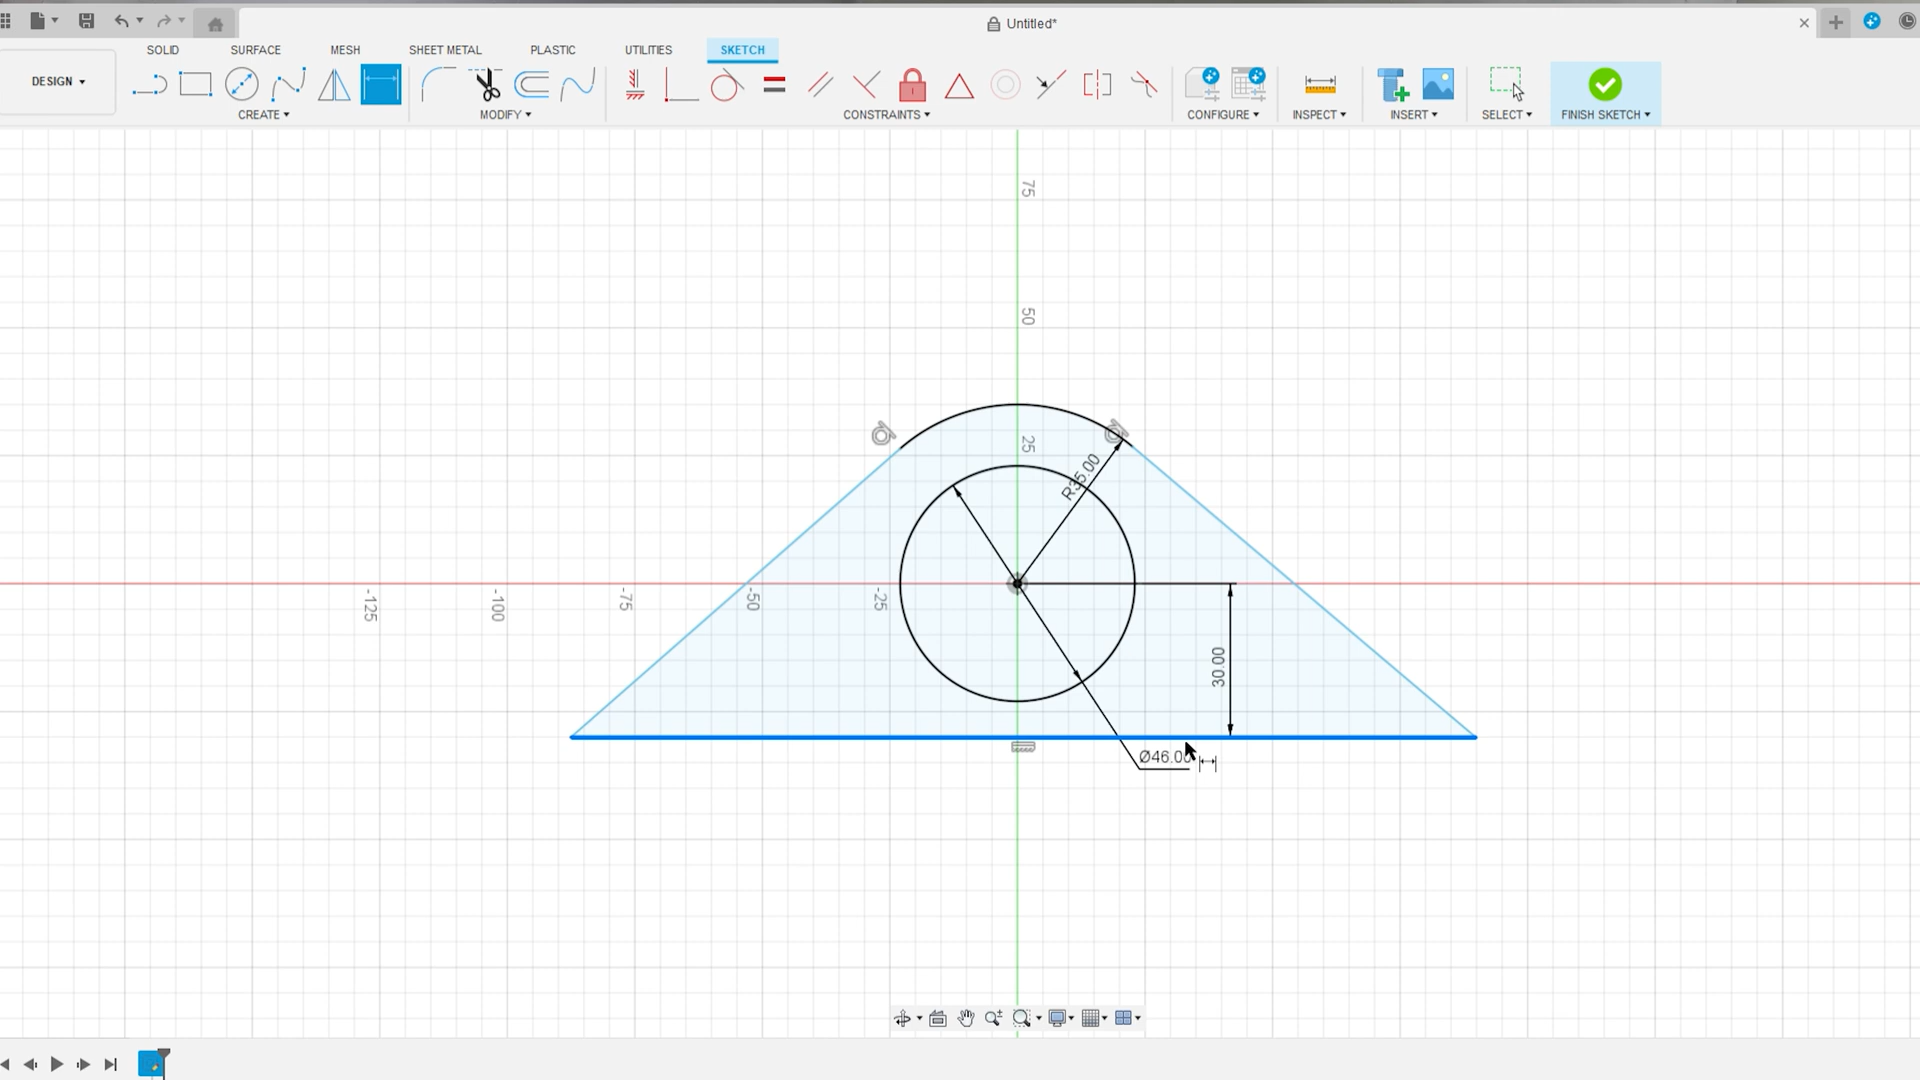 Untitled*
SOLID SURFACE MESH SHEET METAL PLASTIC UTILITIES SKETCH
DESIGN
CREATE MODIFY CONSTRAINTS CONFIGURE INSPECT INSERT SELECT FINISH SKETCH
75
50
25
R35.00
-125 -100 -75 -50 -25
30.00
Ø46.00